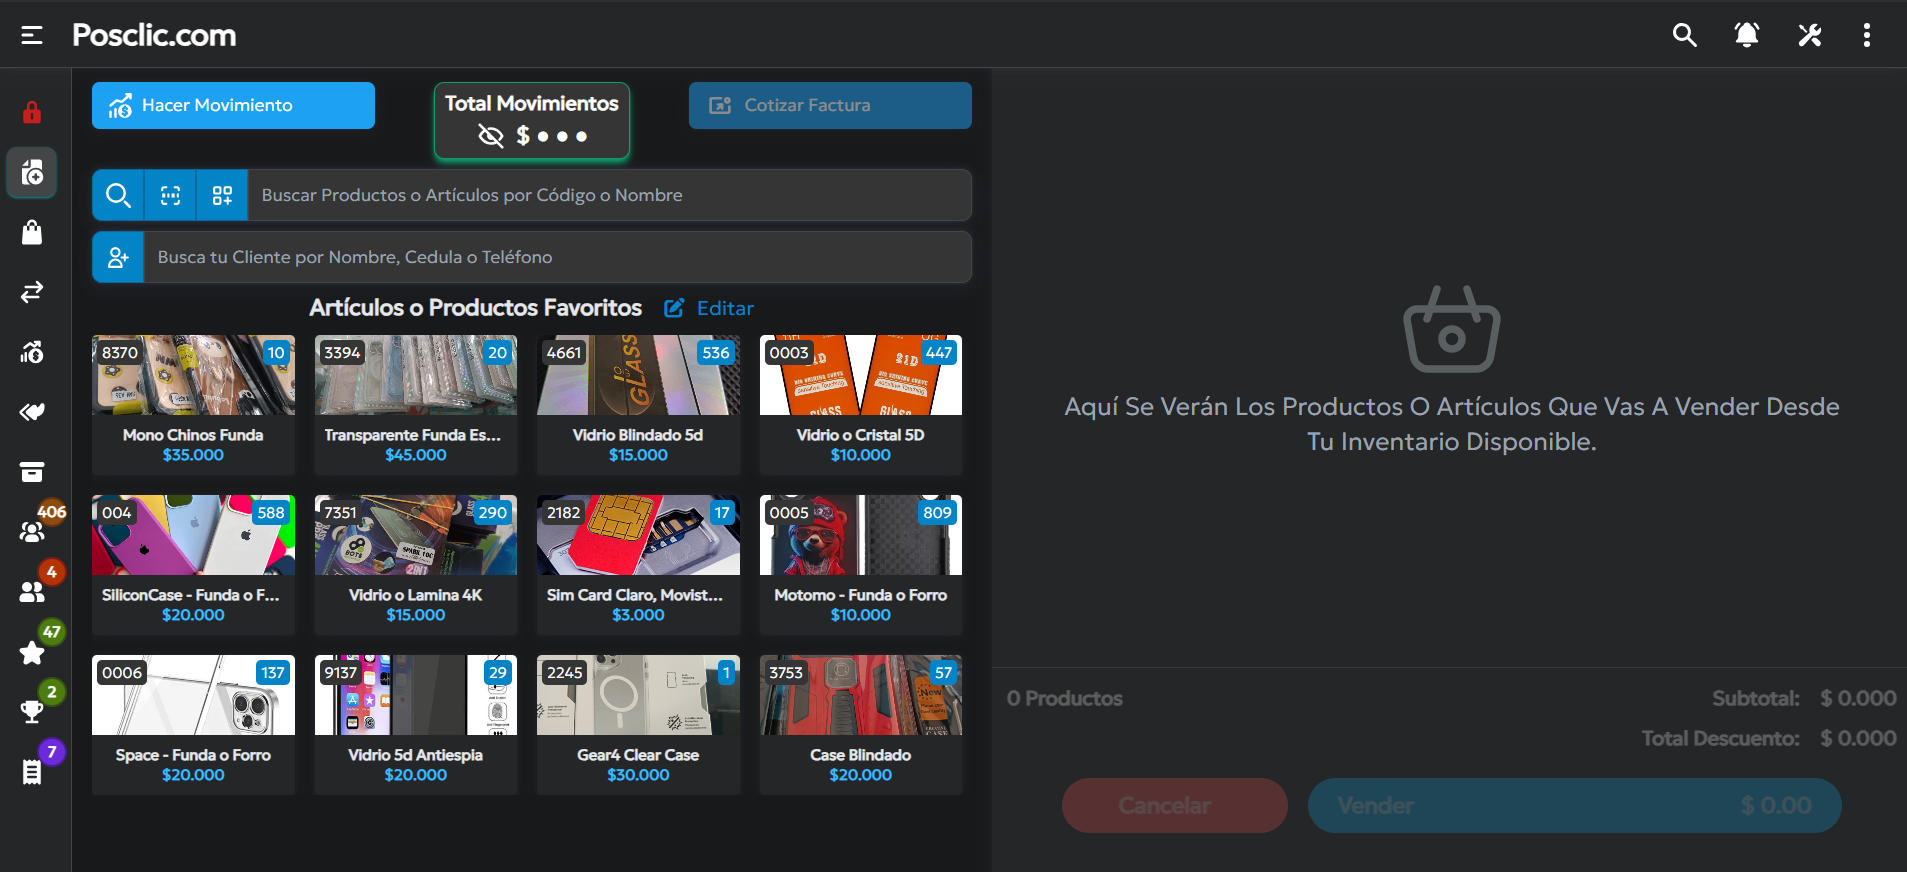 Posclic.com
Hacer Movimiento
Total Movimientos
$ • • •
Cotizar Factura
Buscar Productos o Artículos por Código o Nombre
Busca tu Cliente por Nombre, Cedula o Teléfono
Artículos o Productos Favoritos
Editar
8370
10
Mono Chinos Funda
$35.000
3394
20
Transparente Funda Es...
$45.000
4661
536
GLASS
Vidrio Blindado 5d
$15.000
0003
447
Vidrio o Cristal 5D
$10.000
004
588
SiliconCase - Funda o F...
$20.000
7351
290
Vidrio o Lamina 4K
$15.000
2182
17
Sim Card Claro, Movist...
$3.000
0005
809
Motomo - Funda o Forro
$10.000
0006
137
Space - Funda o Forro
$20.000
9137
29
Vidrio 5d Antiespia
$20.000
2245
1
Gear4 Clear Case
$30.000
3753
57
New
Case Blindado
$20.000
406
4
47
2
7
Aquí Se Verán Los Productos O Artículos Que Vas A Vender Desde
Tu Inventario Disponible.
0 Productos
Subtotal: $ 0.000
Total Descuento: $ 0.000
Cancelar
Vender $ 0.00